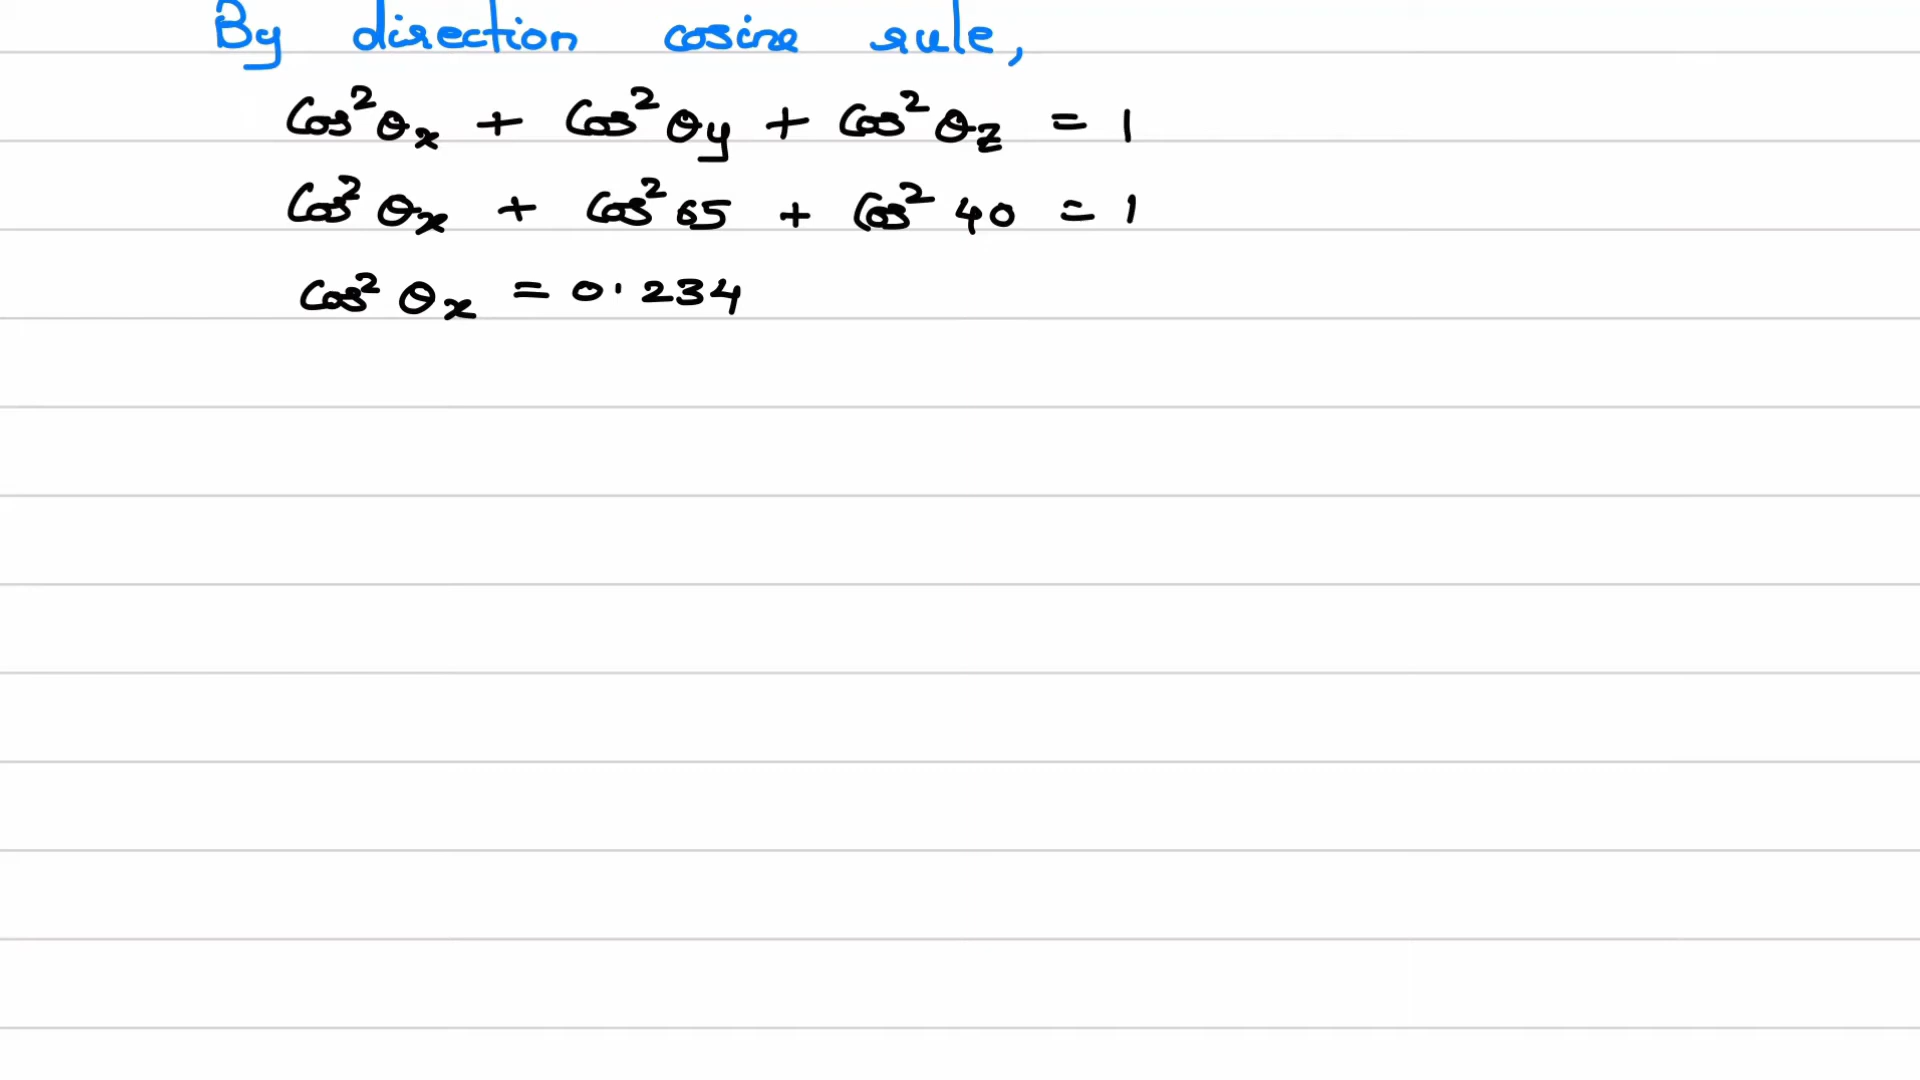 By direction cosine rule,
Cos²θx + Cos²θy + Cos²θz = 1
Cos²θx + Cos²65 + Cos²40 = 1
Cos²θx = 0.234